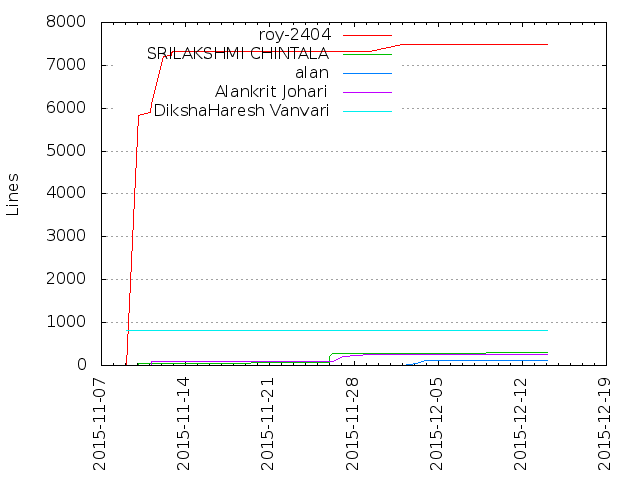 8000
7000
6000
5000
4000
3000
2000
1000
0
Lines
roy-2404
SRILAKSHMI CHINTALA
alan
Alankrit Johari
DikshaHaresh Vanvari
2015-11-07
2015-11-14
2015-11-21
2015-11-28
2015-12-05
2015-12-12
2015-12-19